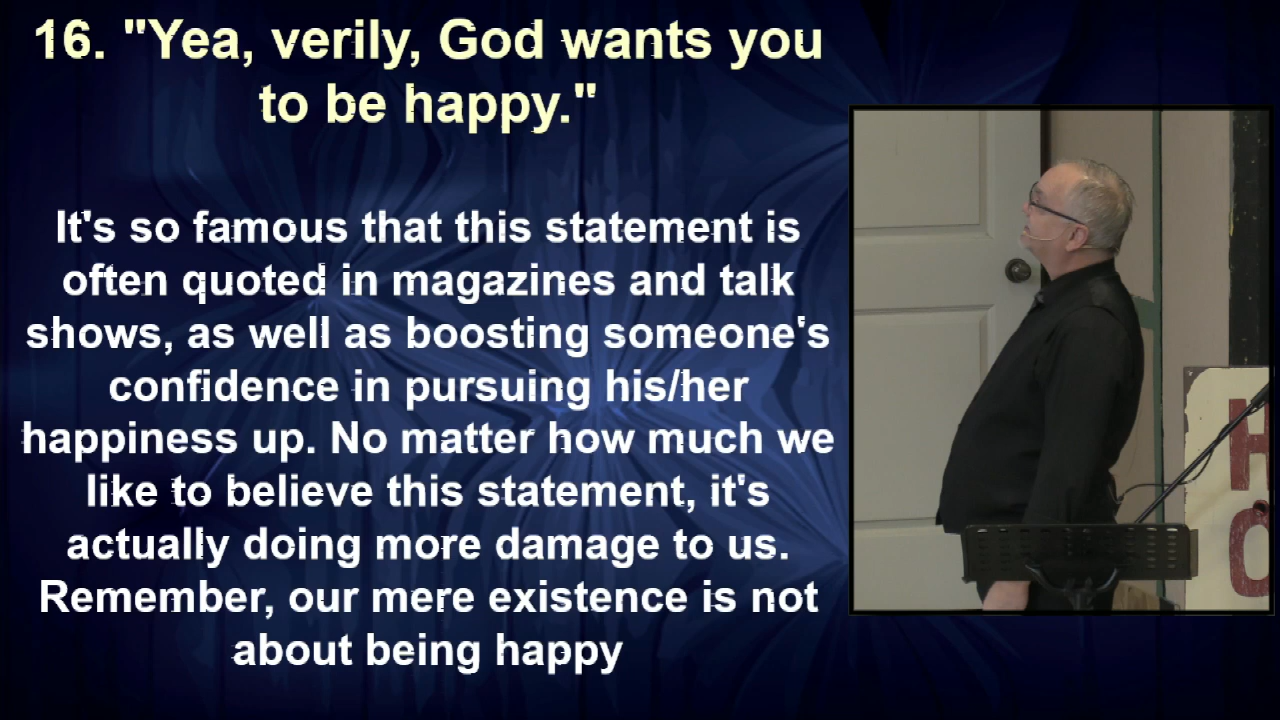 16. "Yea, verily, God wants you
to be happy."
It's so famous that this statement is
often quoted in magazines and talk
shows, as well as boosting someone's
confidence in pursuing his/her
happiness up. No matter how much we
like to believe this statement, it's
actually doing more damage to us.
Remember, our mere existence is not
about being happy